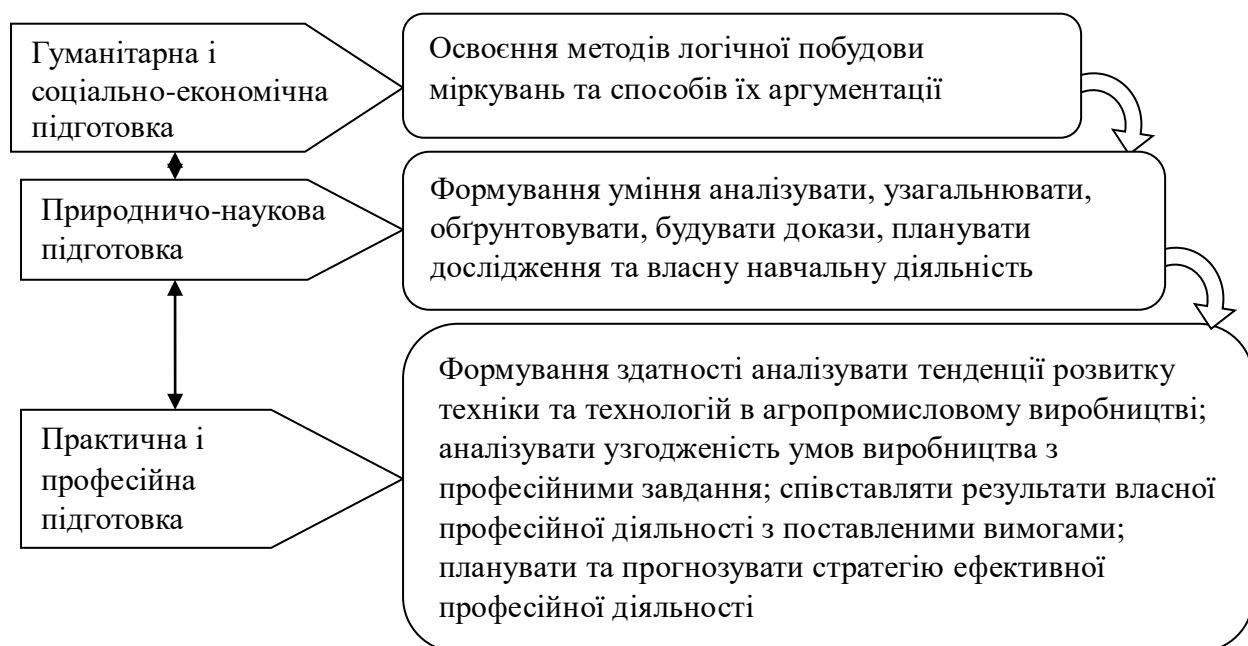 Гуманітарна і
соціально-економічна
підготовка
Освоєння методів логічної побудови
міркувань та способів їх аргументації
Природничо-наукова
підготовка
Формування уміння аналізувати, узагальнювати,
обґрунтовувати, будувати докази, планувати
дослідження та власну навчальну діяльність
Практична і
професійна
підготовка
Формування здатності аналізувати тенденції розвитку
техніки та технологій в агропромисловому виробництві;
аналізувати узгодженість умов виробництва з
професійними завдання; співставляти результати власної
професійної діяльності з поставленими вимогами;
планувати та прогнозувати стратегію ефективної
професійної діяльності